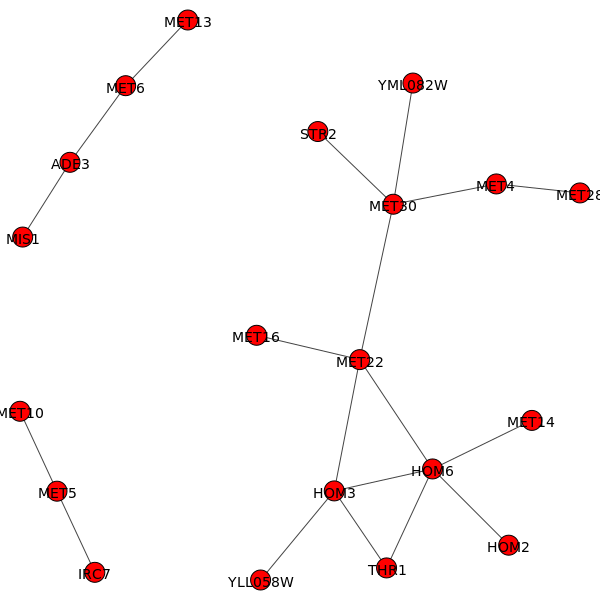 MET13
MET6
YML082W
STR2
ADE3
MET4
MET28
MET30
MIS1
MET16
MET22
MET10
MET14
HOM6
MET5
HOM3
HOM2
IRC7
THR1
YLL058W